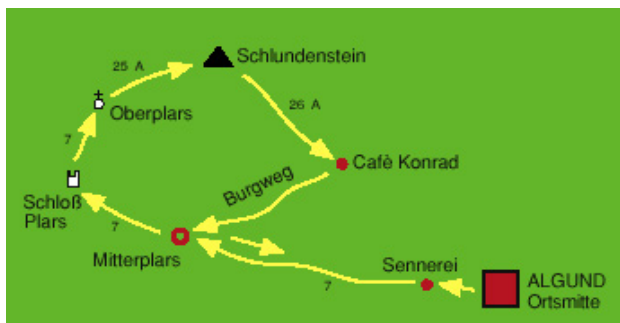 Schlundenstein
25 A
26 A
Oberplars
7
Cafè Konrad
Burgweg
Schloß
Plars
7
Mitterplars
Sennerei
7
ALGUND
Ortsmitte